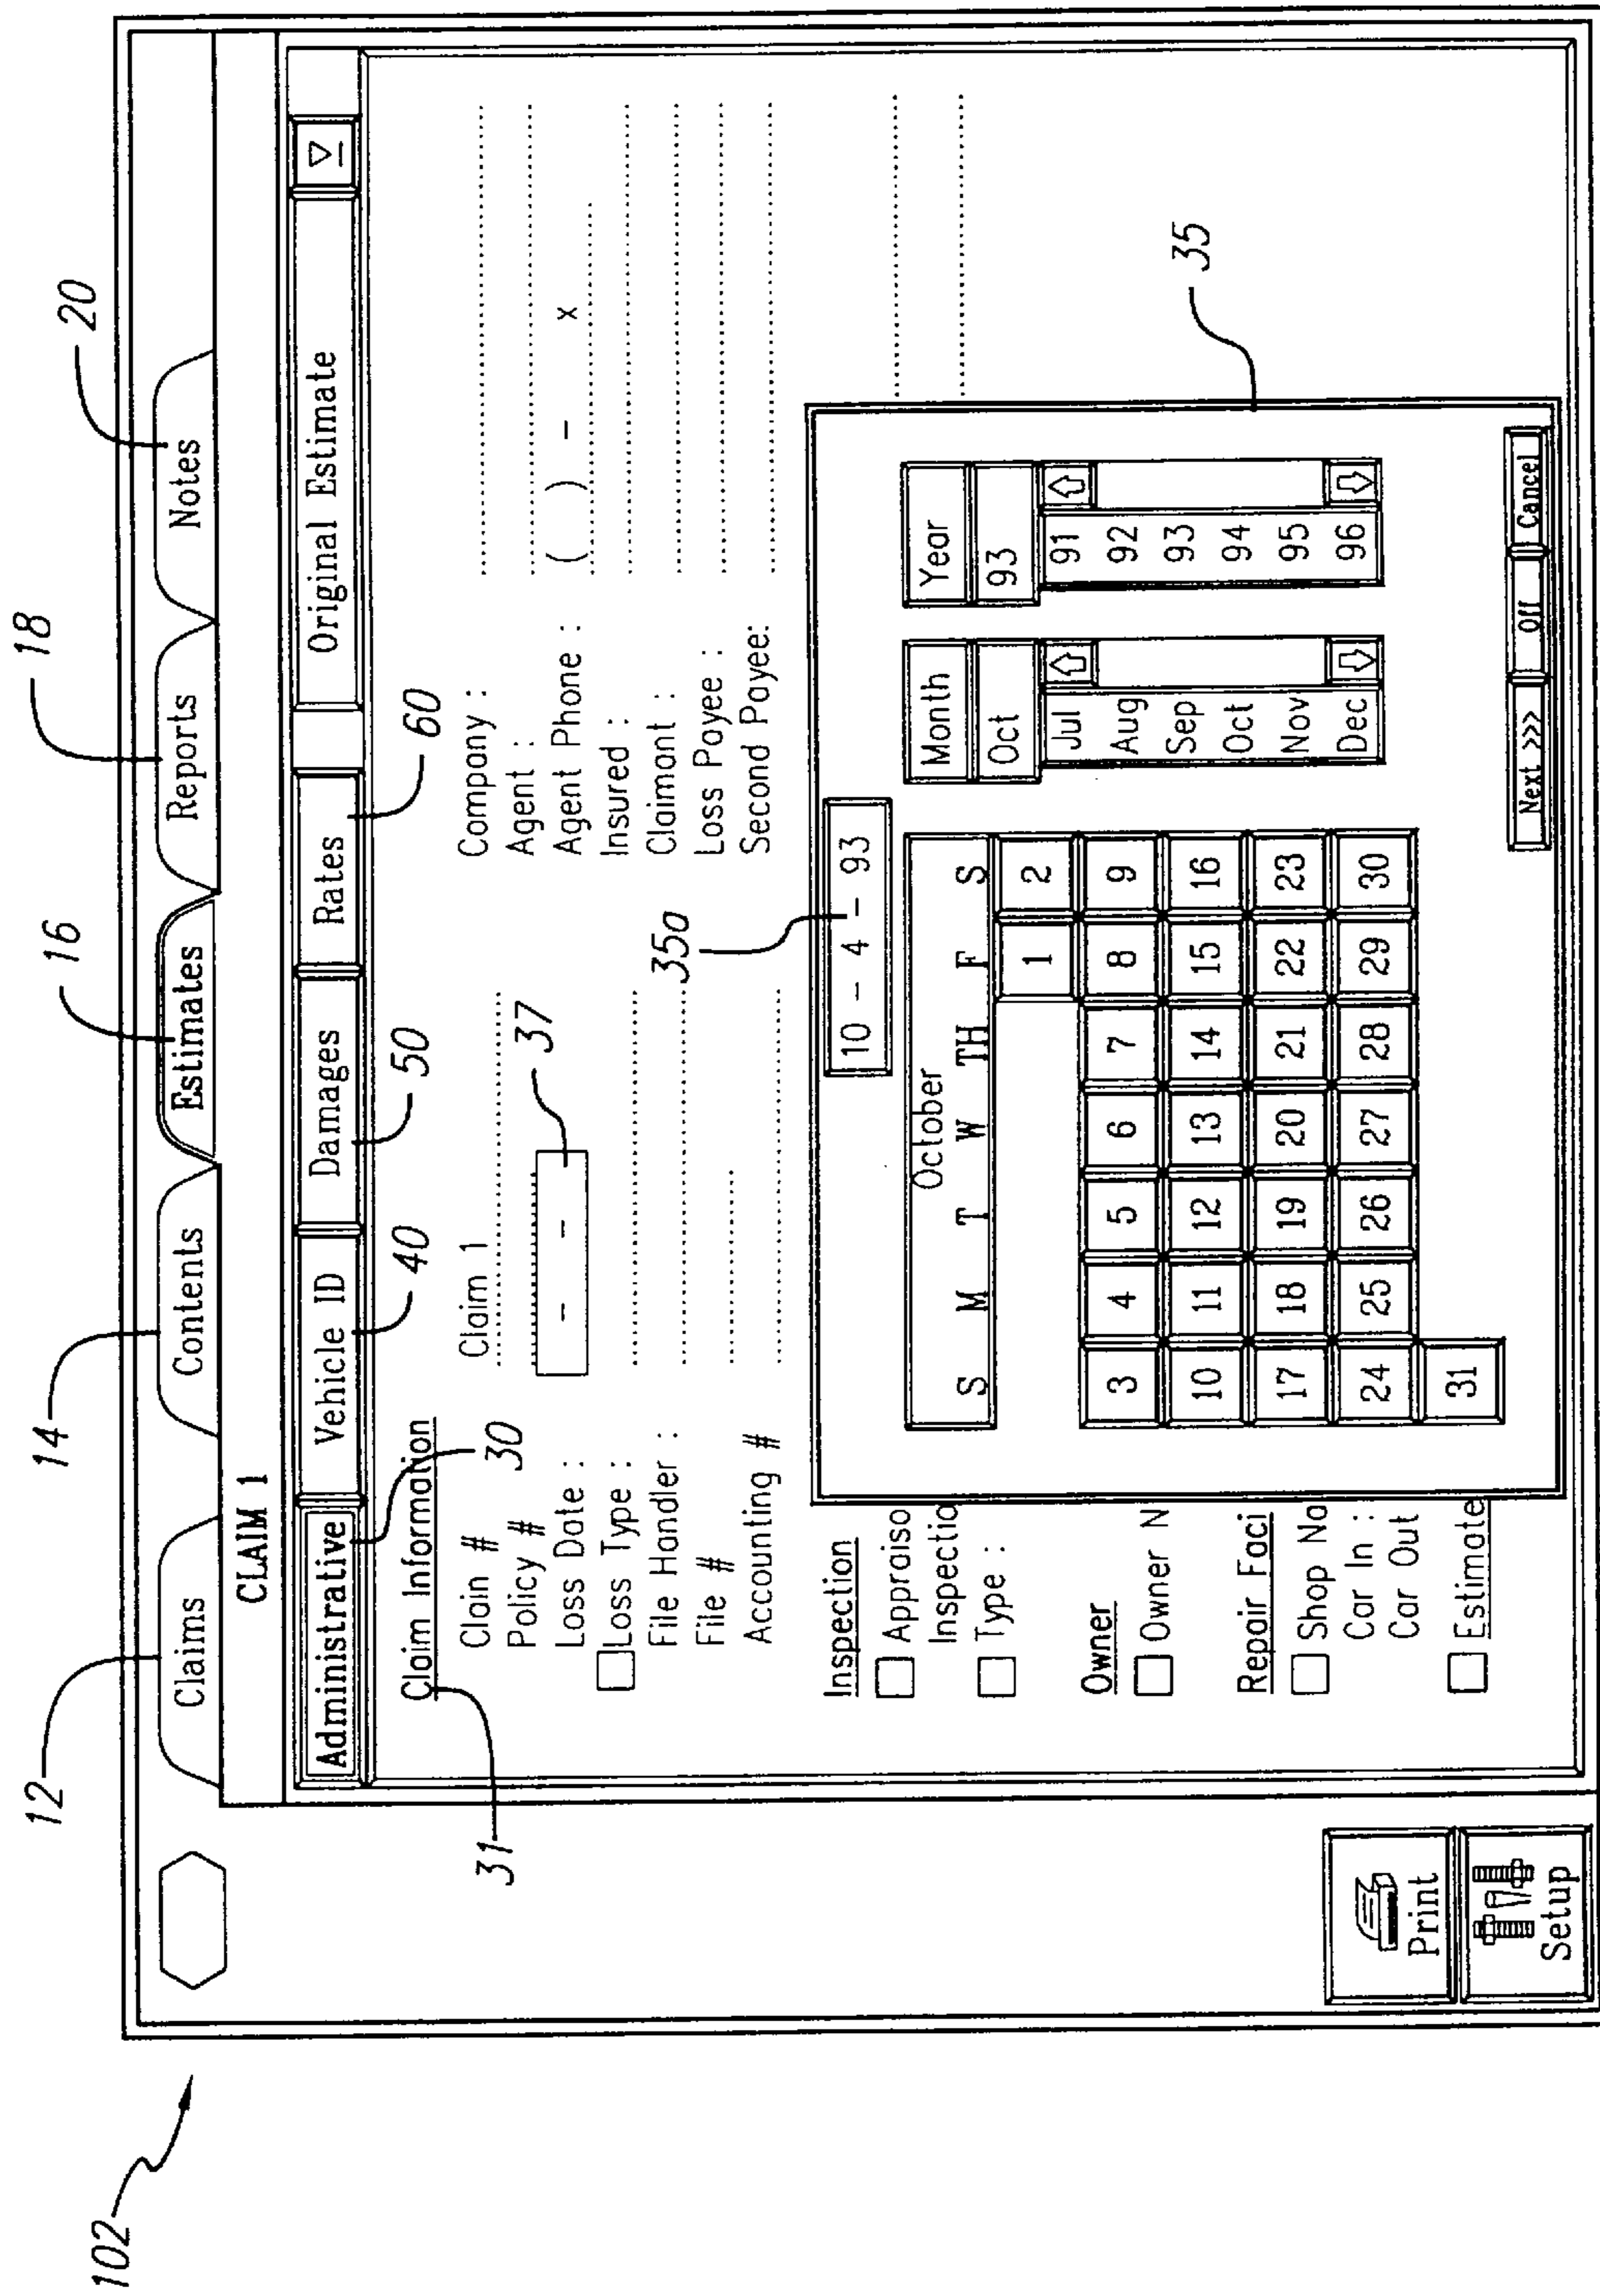 102
12 14 16 18 20
Claims Contents Estimates Reports Notes
CLAIM 1
Administrative Vehicle ID Damages Rates Original Estimate
30 40 50 60
31
Claim Information
Clain # Claim 1
Policy #
Loss Date : - -
37
Loss Type :
File Handler :
File #
Accounting #
Company :
Agent :
Agent Phone : ( ) - x
Insured :
Claimant :
Loss Payee :
Second Payee:
Inspection
Appraiso
Inspectio
Type :
Owner
Owner N
Repair Faci
Shop Na
Car In :
Car Out
Estimate
35a
35
10 - 4 - 93
October
S M T W TH F S
1 2
3 4 5 6 7 8 9
10 11 12 13 14 15 16
17 18 19 20 21 22 23
24 25 26 27 28 29 30
31
Month
Oct
Jul
Aug
Sep
Oct
Nov
Dec
Year
93
91
92
93
94
95
96
Next >>> Off Cancel
Print
Setup